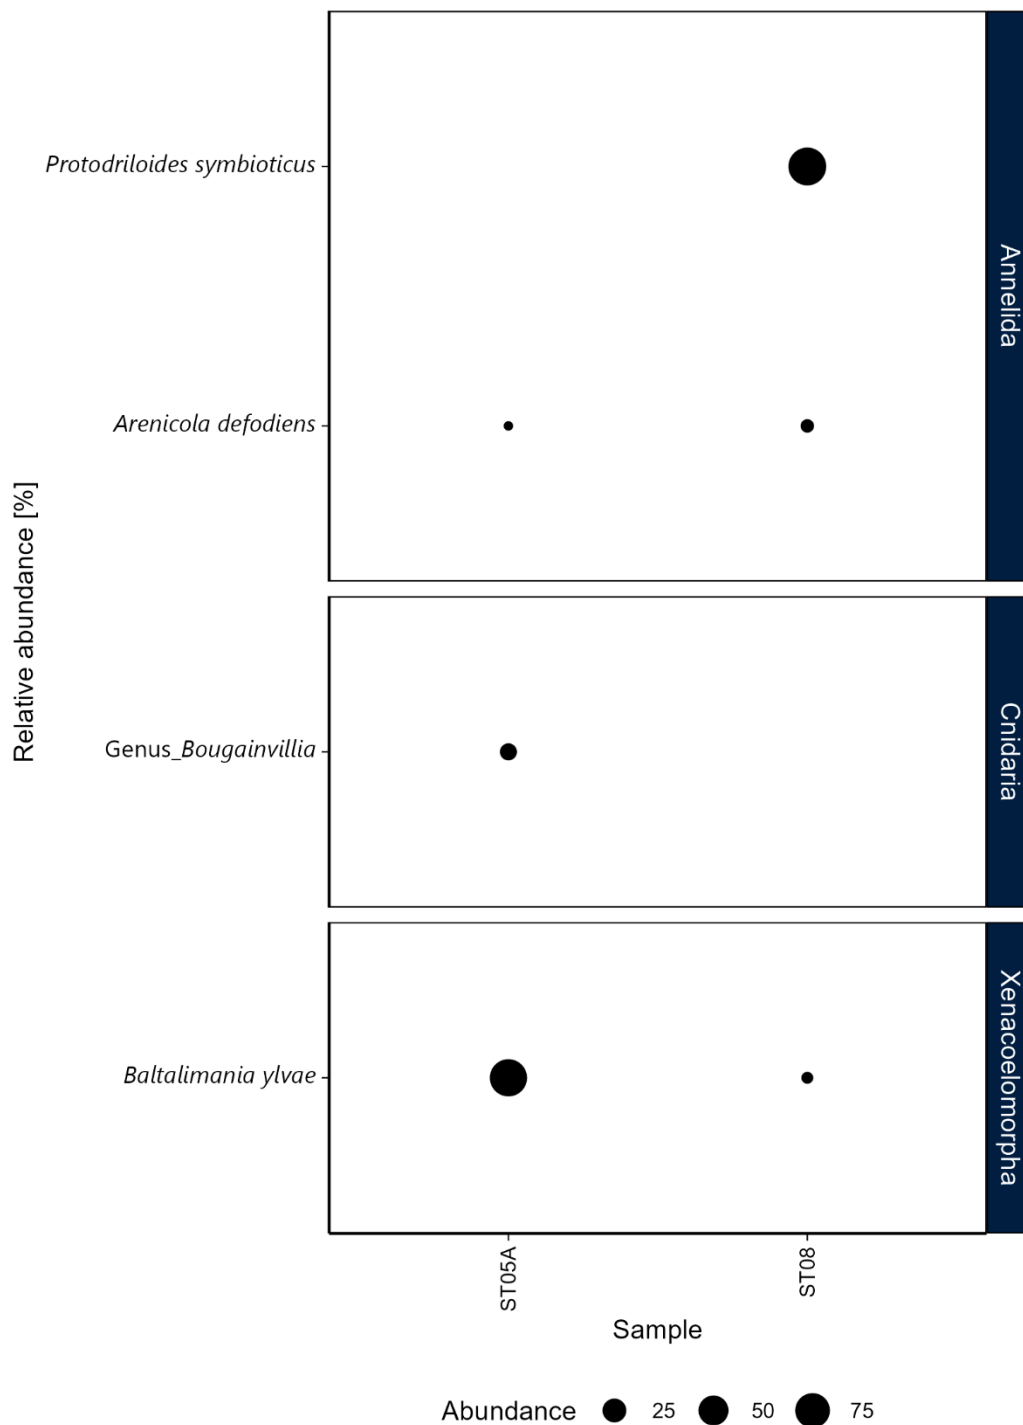 Relative abundance [%]
Protodriloides symbioticus
Arenicola defodiens
Annelida
Genus_Bougainvillia
Cnidaria
Baltalimania ylvae
Xenacoelomorpha
ST05A
ST08
Sample
Abundance 25 50 75